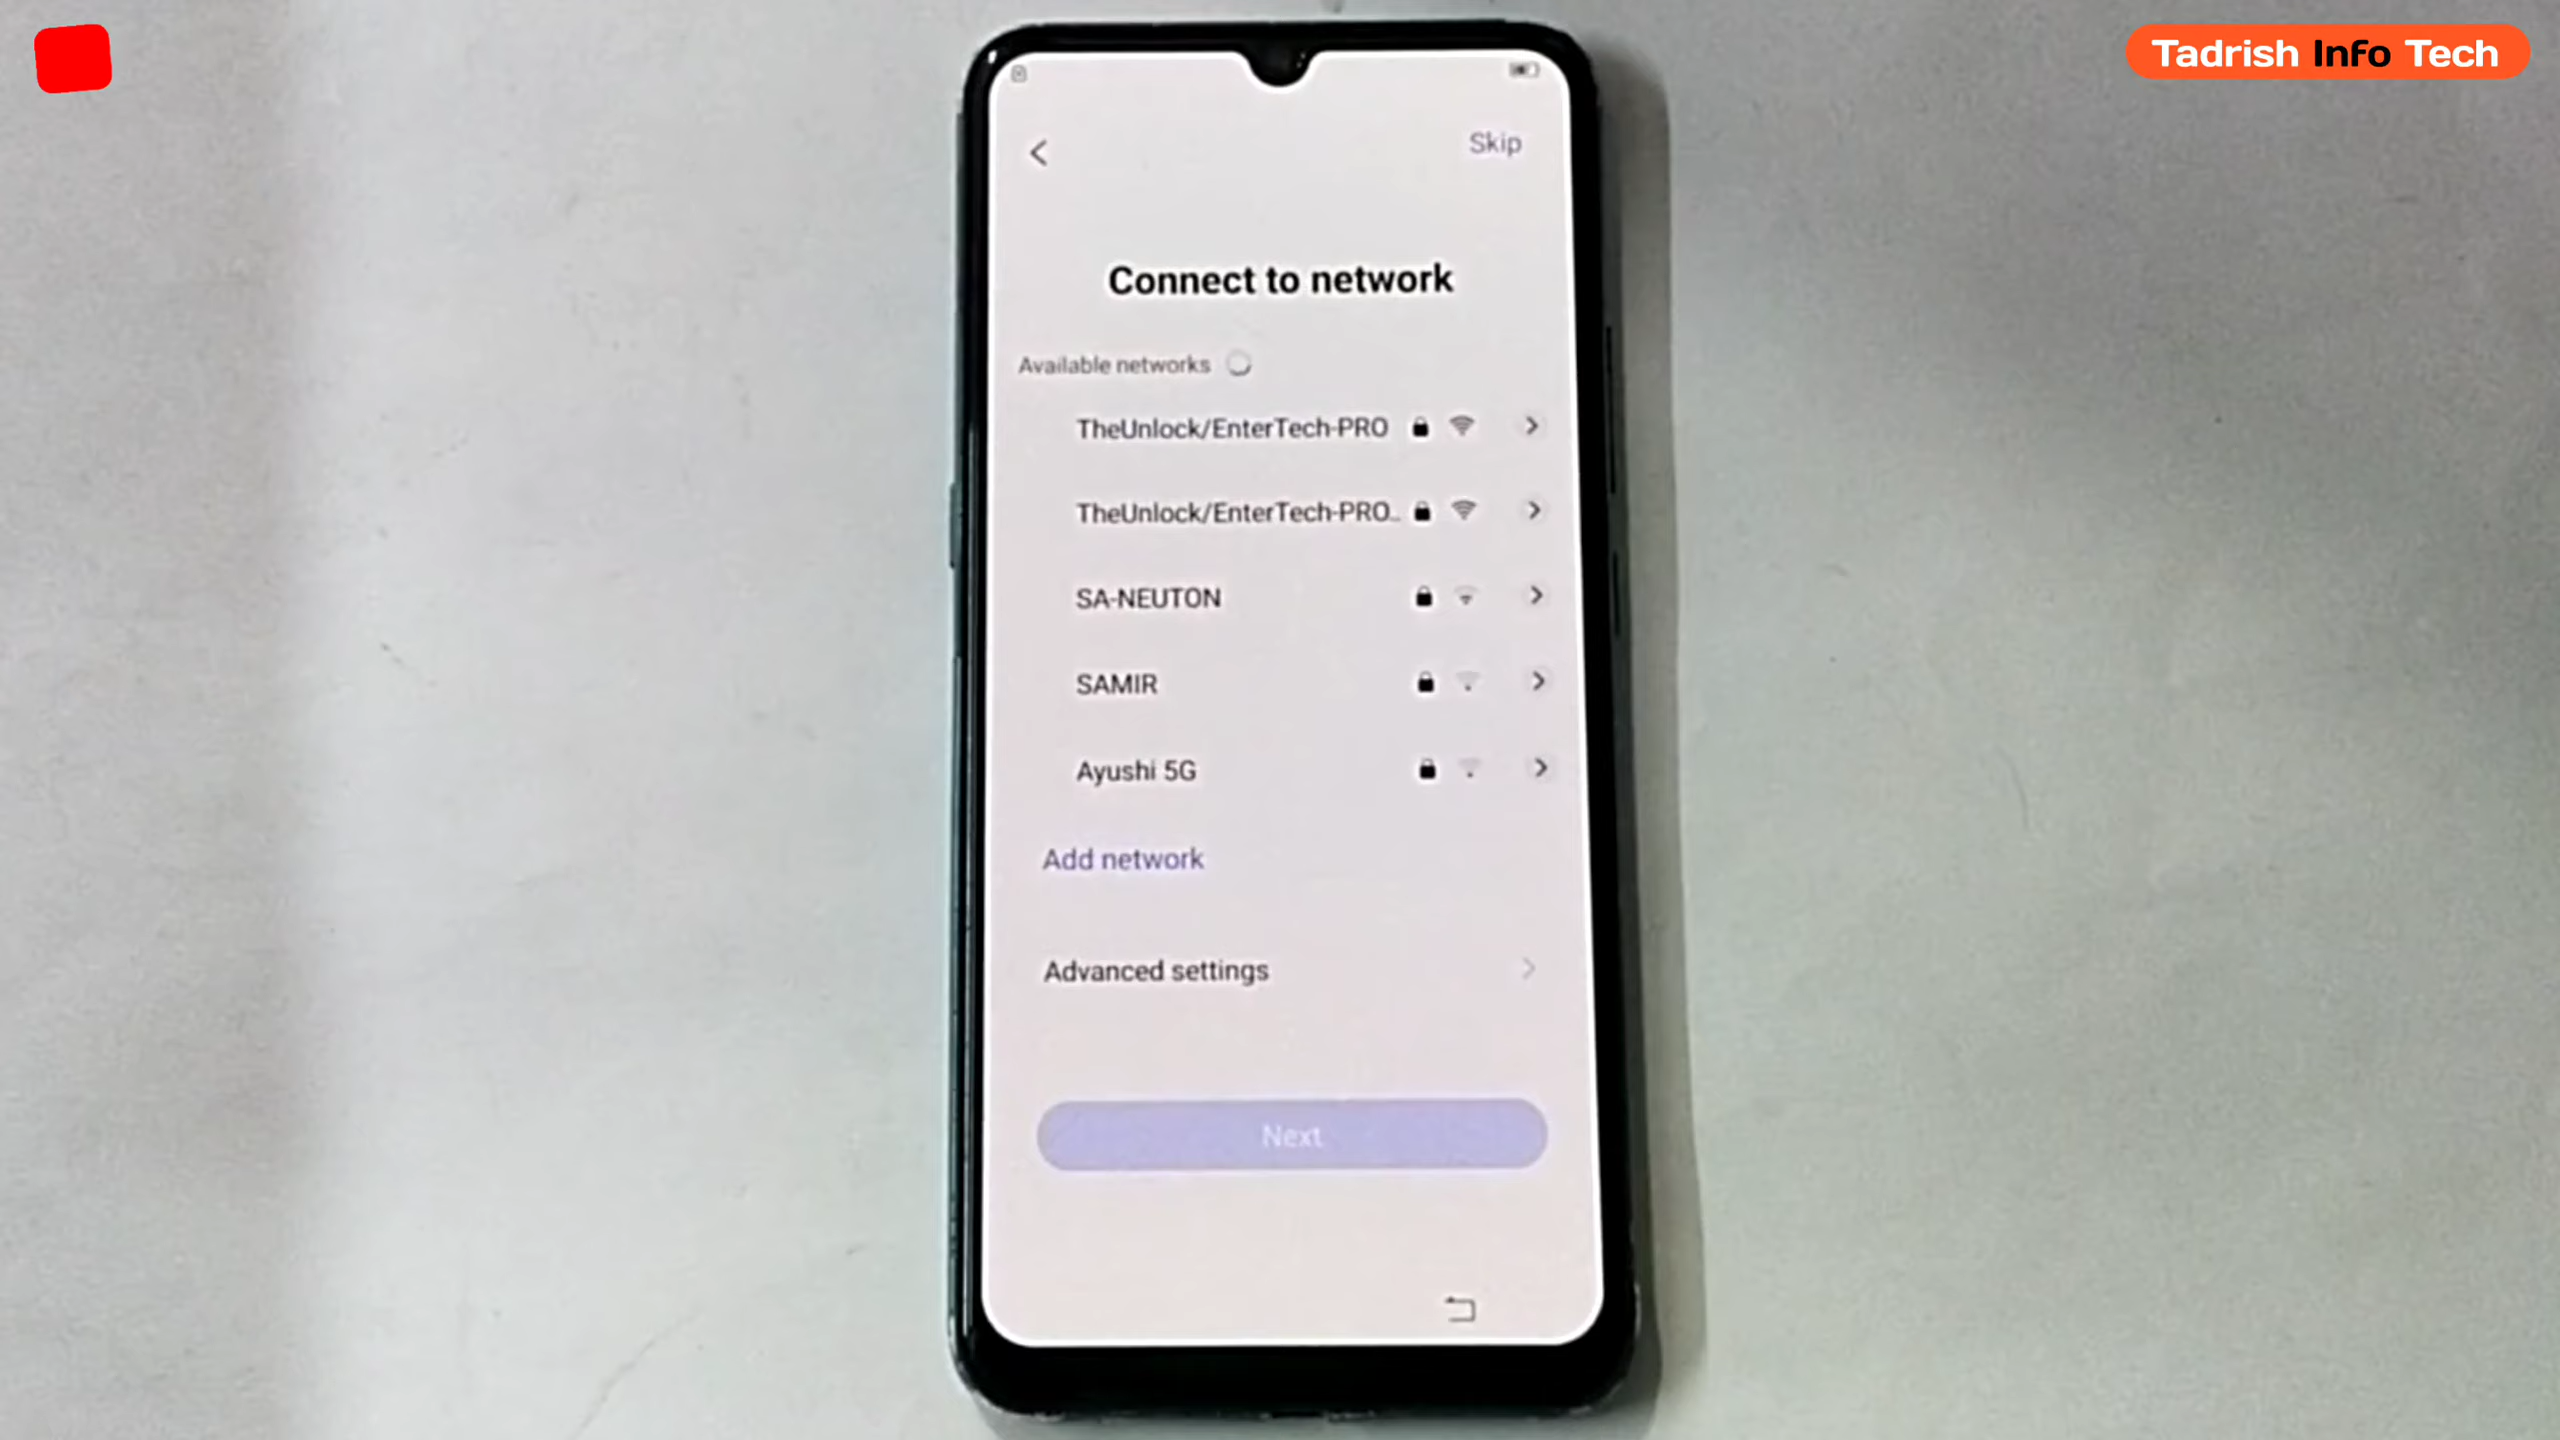 Tadrish Info Tech
Skip
Connect to network
Available networks
TheUnlock/EnterTech-PRO
TheUnlock/EnterTech-PRO_
SA-NEUTON
SAMIR
Ayushi 5G
Add network
Advanced settings
Next